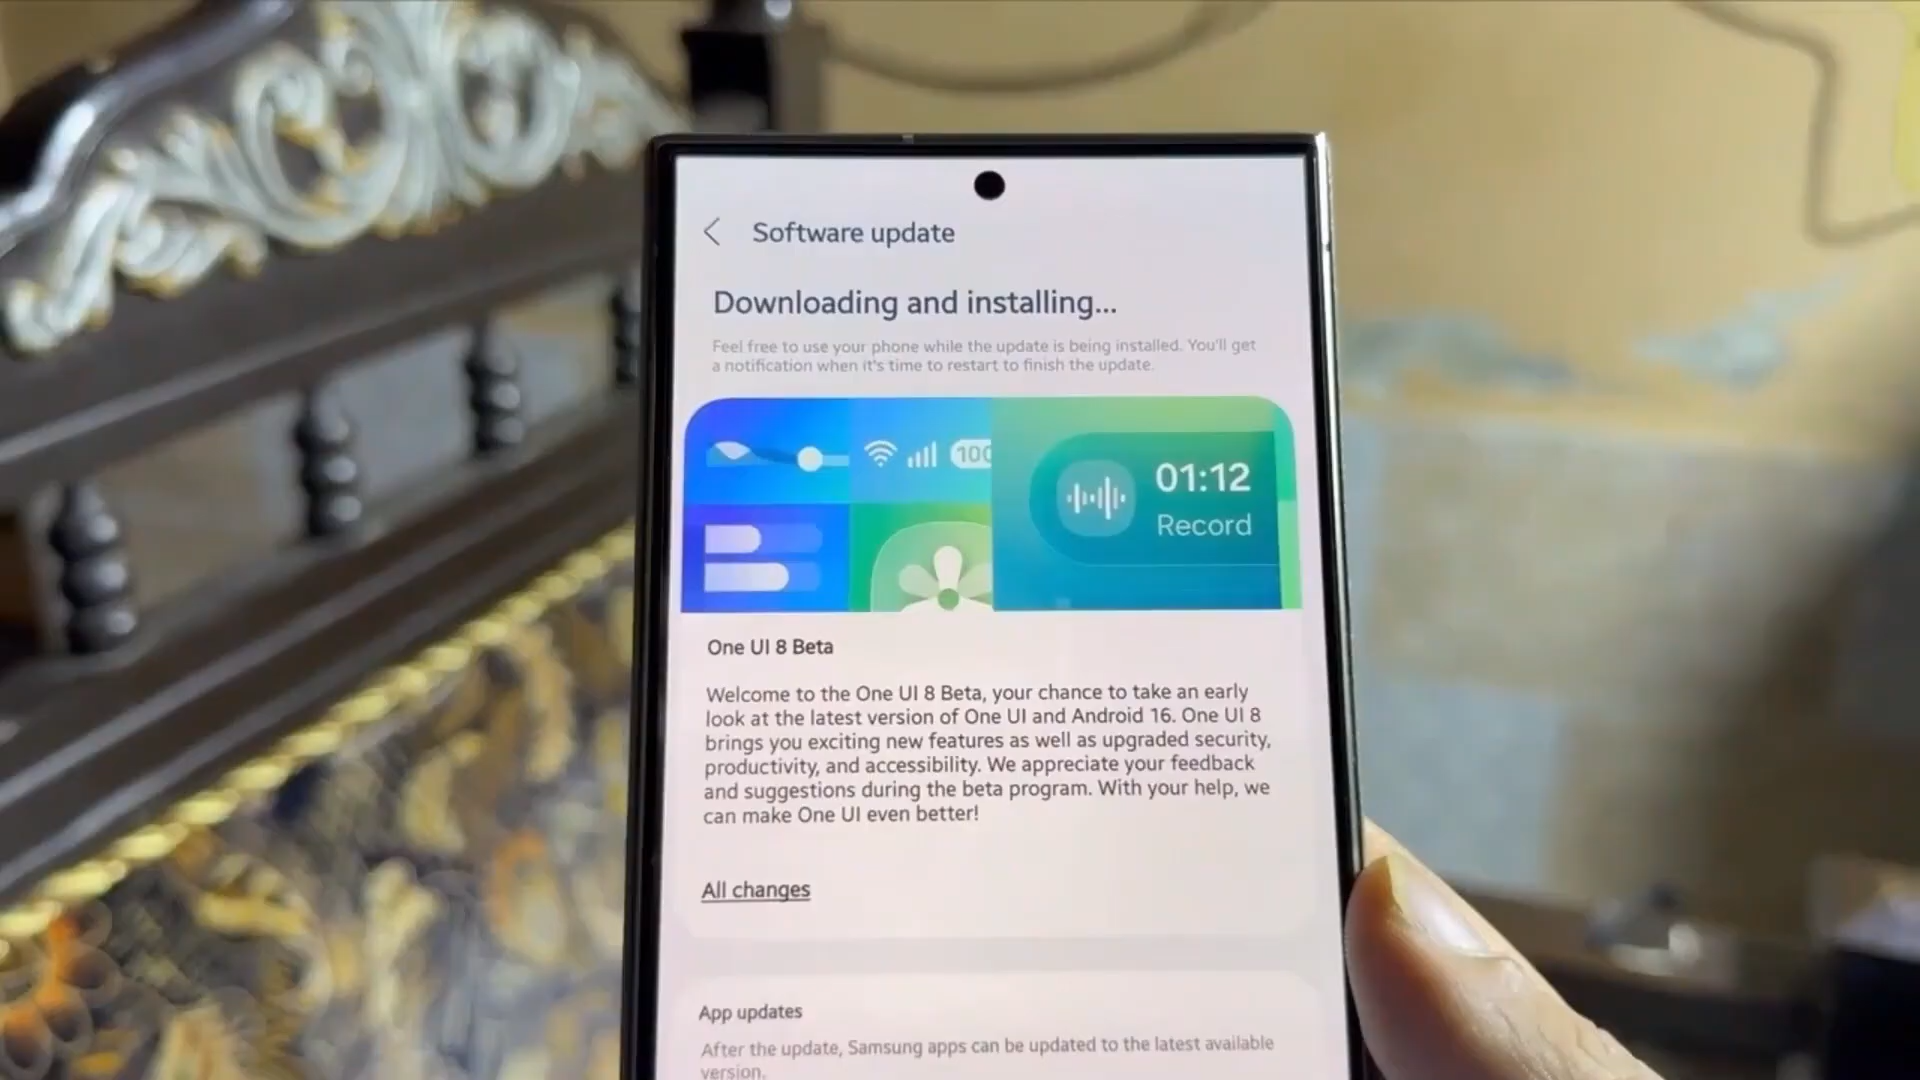 Software update
Downloading and installing...
Feel free to use your phone while the update is being installed. You'll get
a notification when it's time to restart to finish the update.
100
01:12
Record
One UI 8 Beta
Welcome to the One UI 8 Beta, your chance to take an early
look at the latest version of One UI and Android 16. One UI 8
brings you exciting new features as well as upgraded security,
productivity, and accessibility. We appreciate your feedback
and suggestions during the beta program. With your help, we
can make One UI even better!
All changes
App updates
After the update, Samsung apps can be updated to the latest available
version.